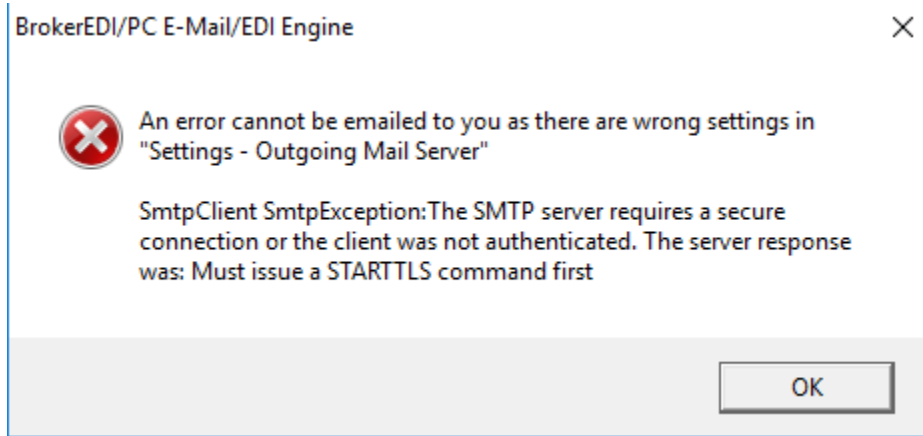 BrokerEDI/PC E-Mail/EDI Engine
An error cannot be emailed to you as there are wrong settings in
"Settings - Outgoing Mail Server"
SmtpClient SmtpException:The SMTP server requires a secure
connection or the client was not authenticated. The server response
was: Must issue a STARTTLS command first
OK